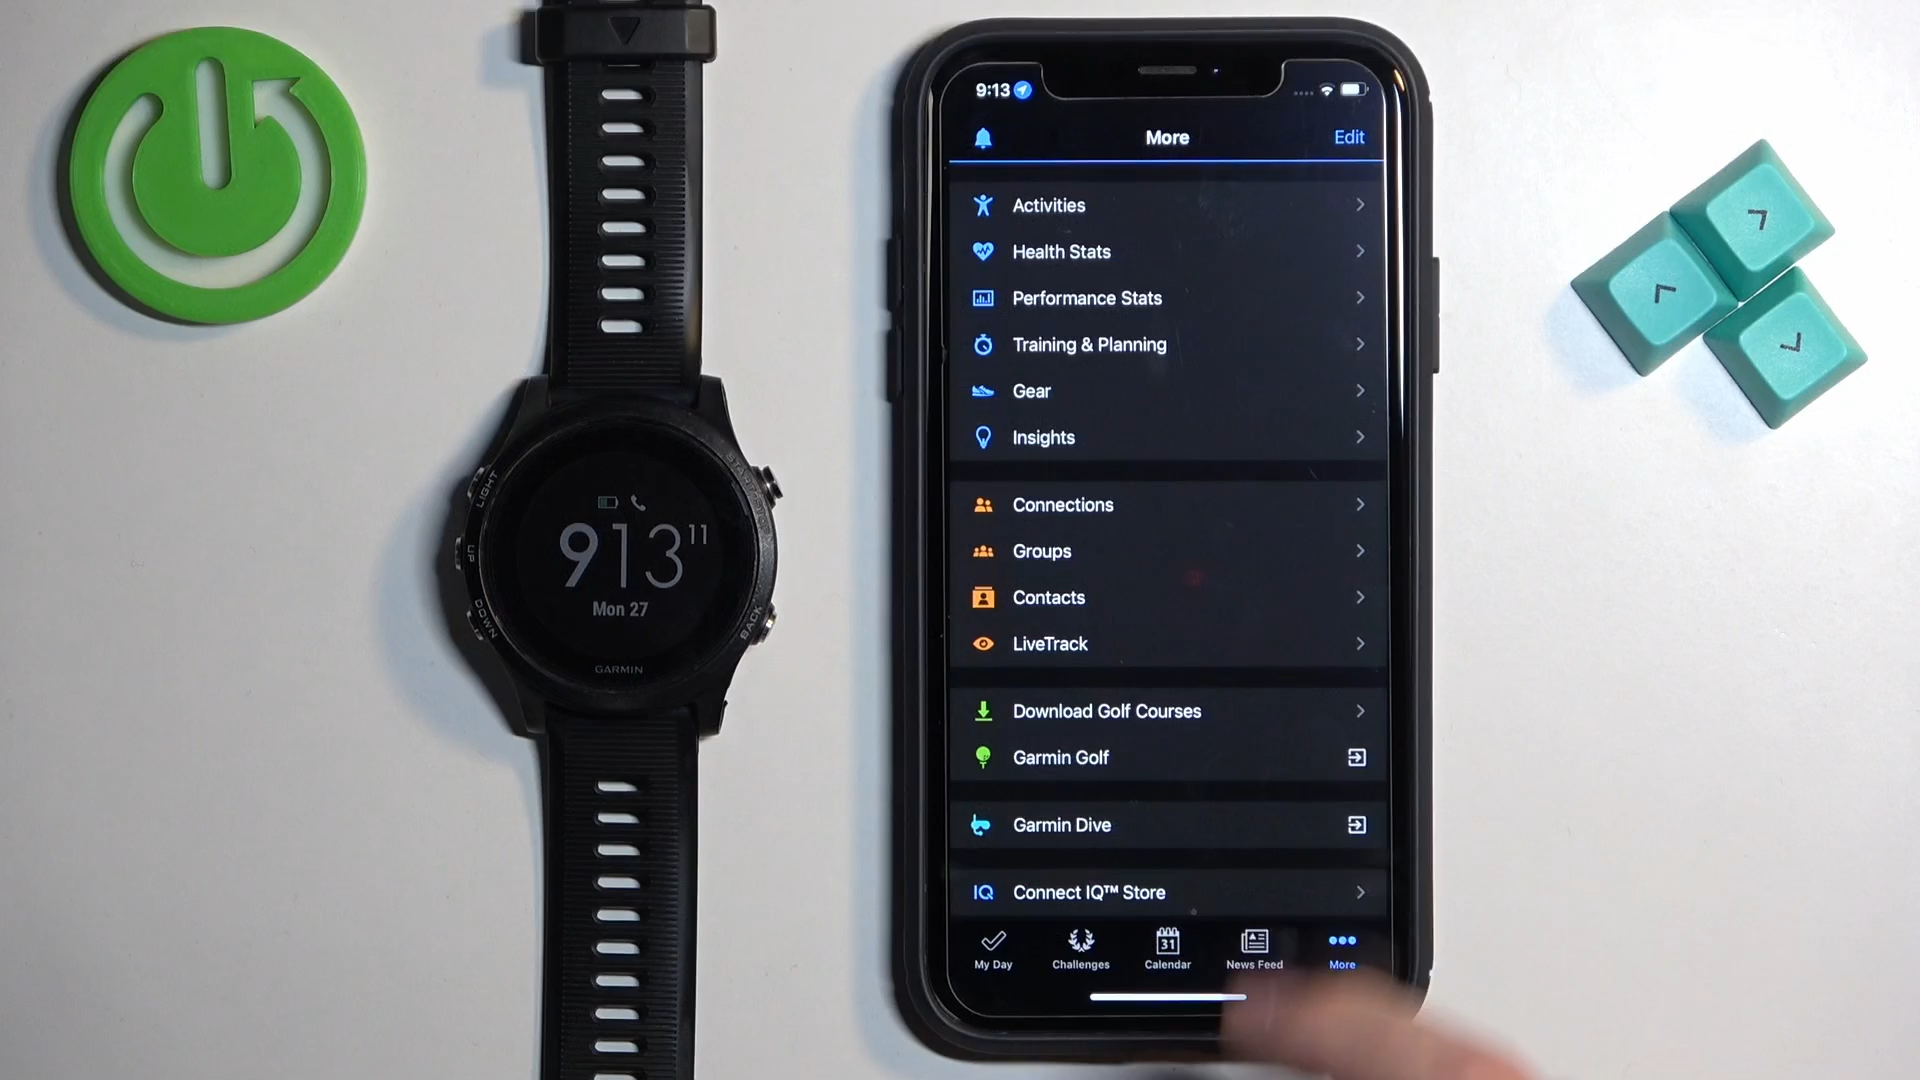 LIGHT
UP
DOWN
BACK
913 11
Mon 27
GARMIN
9:13
More
Edit
Activities
Health Stats
Performance Stats
Training & Planning
Gear
Insights
Connections
Groups
Contacts
LiveTrack
Download Golf Courses
Garmin Golf
Garmin Dive
IQ Connect IQ™ Store
31
My Day
Challenges
Calendar
News Feed
More